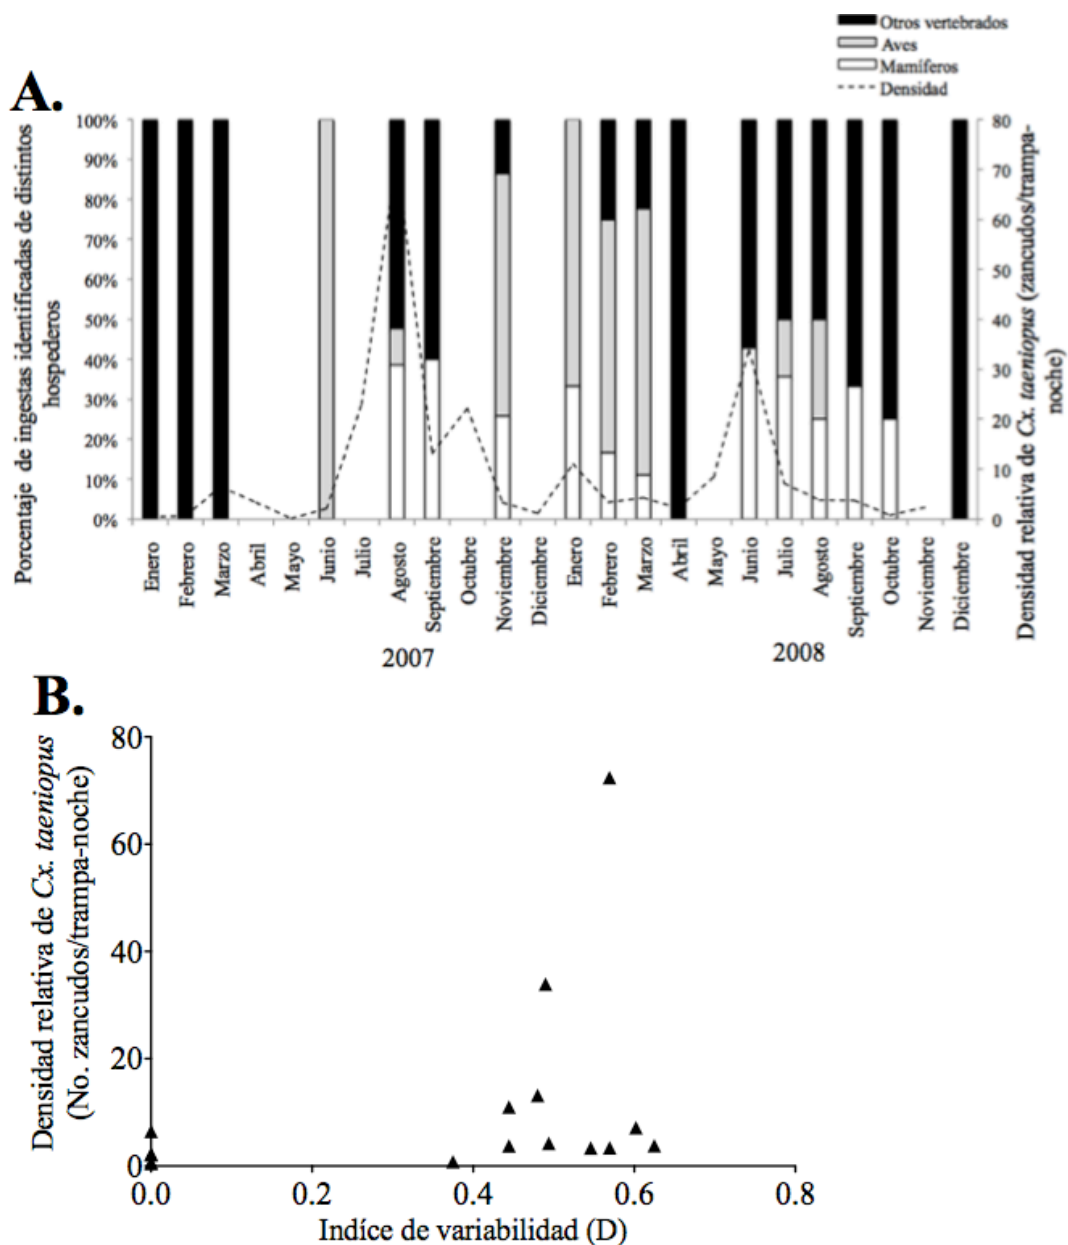 Otros vertebrados
Aves
Mamíferos
Densidad
A.
Porcentaje de ingestas identificadas de distintos
hospederos
100%
90%
80%
70%
60%
50%
40%
30%
20%
10%
0%
80
70
60
50
40
30
20
10
0
Densidad relativa de Cx. taeniopus (zancudos/trampa-
noche)
Enero
Febrero
Marzo
Abril
Mayo
Junio
Julio
Agosto
Septiembre
Octubre
Noviembre
Diciembre
Enero
Febrero
Marzo
Abril
Mayo
Junio
Julio
Agosto
Septiembre
Octubre
Noviembre
Diciembre
2007
2008
B.
Densidad relativa de Cx. taeniopus
(No. zancudos/trampa-noche)
80
60
40
20
0
0.0
0.2
0.4
0.6
0.8
Indíce de variabilidad (D)